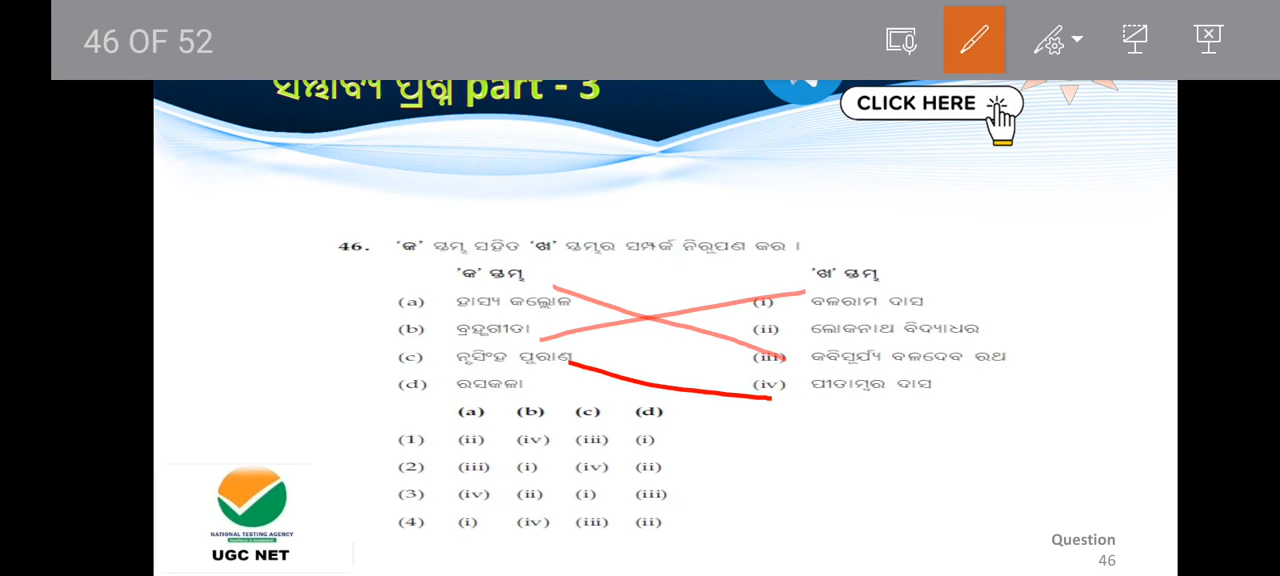 46 OF 52
ସମ୍ଭାବ୍ୟ ପ୍ରଶ୍ନ part - 3
CLICK HERE
46. 'କ' ସ୍ତମ୍ଭ ସହିତ 'ଖ' ସ୍ତମ୍ଭର ସମ୍ପର୍କ ନିରୂପଣ କର ।
'କ' ସ୍ତମ୍ଭ 'ଖ' ସ୍ତମ୍ଭ
(a) ହାସ୍ୟ କଲ୍ଲୋଳ (i) ବଳରାମ ଦାସ
(b) ବ୍ରହ୍ମଗୀତା (ii) ଲୋକନାଥ ବିଦ୍ୟାଧର
(c) ନୃସିଂହ ପୁରାଣ (iii) କବିସୂର୍ଯ୍ୟ ବଳଦେବ ରଥ
(d) ରସକଳା (iv) ପୀତାମ୍ବର ଦାସ
(a) (b) (c) (d)
(1) (ii) (iv) (iii) (i)
(2) (iii) (i) (iv) (ii)
(3) (iv) (ii) (i) (iii)
(4) (i) (iv) (iii) (ii)
NATIONAL TESTING AGENCY
UGC NET
Question
46